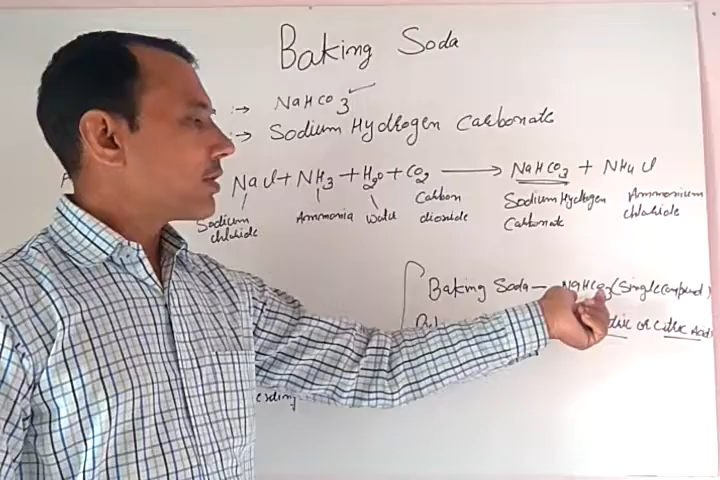 Baking Soda
:→ NaHCO3 ✓
:→ Sodium Hydrogen Carbonate
NaCl + NH3 + H2O + CO2 → NaHCO3 + NH4Cl
Sodium chloride Ammonia Water Carbon dioxide Sodium Hydrogen Carbonate Ammonium chloride
Baking Soda — NaHCO3 (Single Compound)
or Citric Acid